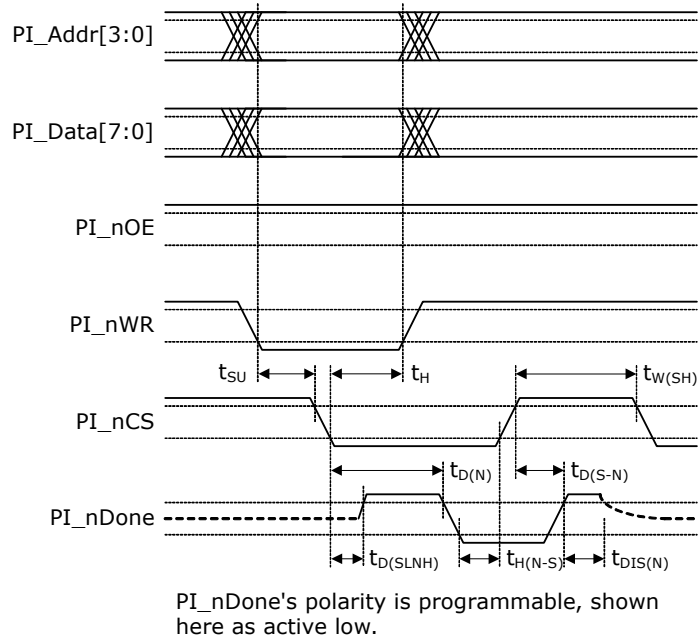 PI_Addr[3:0]
PI_Data[7:0]
PI_nOE
PI_nWR
tSU
tH
tW(SH)
PI_nCS
tD(N)
tD(S-N)
PI_nDone
tD(SLNH)
tH(N-S)
tDIS(N)
PI_nDone's polarity is programmable, shown
here as active low.